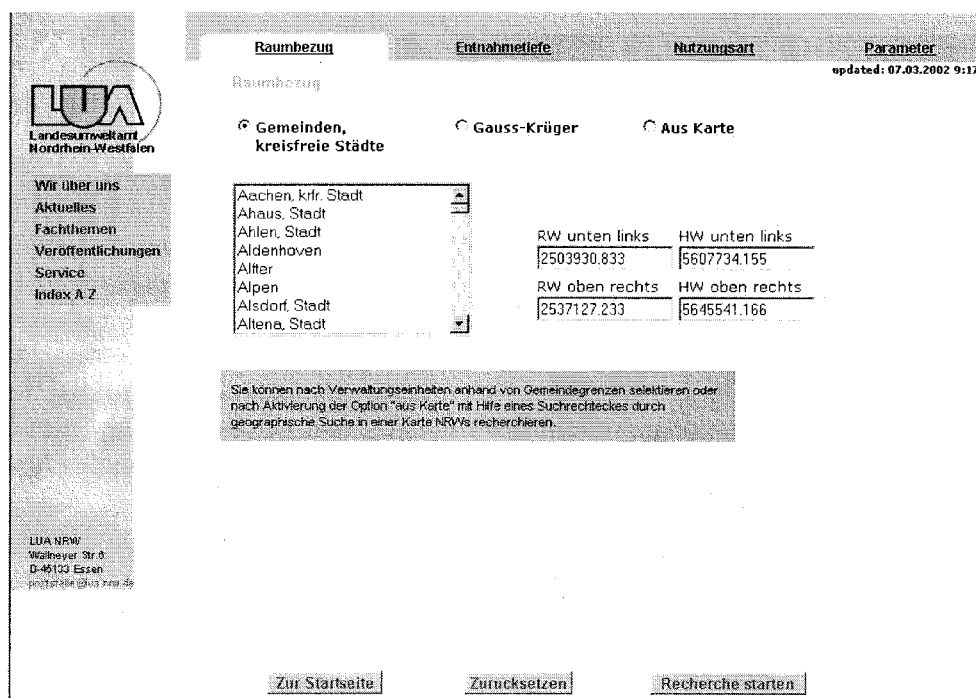 Raumbezug
Entnahmetiefe
Nutzungsart
Parameter
updated: 07.03.2002 9:17
LUA
Landesumweltamt
Nordrhein-Westfalen
Wir über uns
Aktuelles
Fachthemen
Veröffentlichungen
Service
Index A-Z
Raumbezug
Gemeinden,
kreisfreie Städte
Gauss-Krüger
Aus Karte
Aachen, krfr. Stadt
Ahaus, Stadt
Ahlen, Stadt
Aldenhoven
Alfter
Alpen
Alsdorf, Stadt
Altena, Stadt
RW unten links
HW unten links
2503930.833
5607734.155
RW oben rechts
HW oben rechts
2537127.233
5645541.166
Sie können nach Verwaltungseinheiten anhand von Gemeindegrenzen selektieren oder
nach Aktivierung der Option "aus Karte" mit Hilfe eines Suchrechteckes durch
geographische Suche in einer Karte NRWs recherchieren.
LUA NRW
Wallneyer Str.6
D-45133 Essen
poststelle@lua.nrw.de
Zur Startseite
Zurücksetzen
Recherche starten